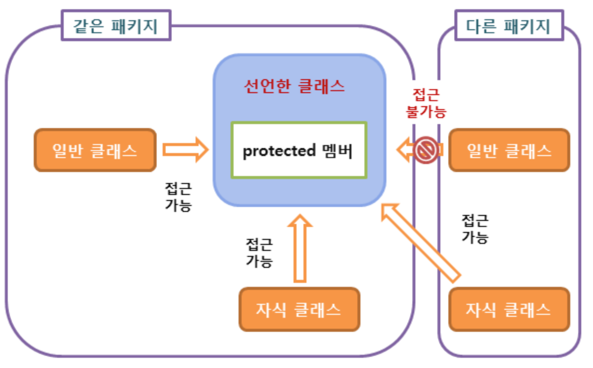 같은 패키지
다른 패키지
선언한 클래스
접근
불가능
일반 클래스
protected 멤버
일반 클래스
접근
가능
접근
가능
접근
가능
자식 클래스
자식 클래스